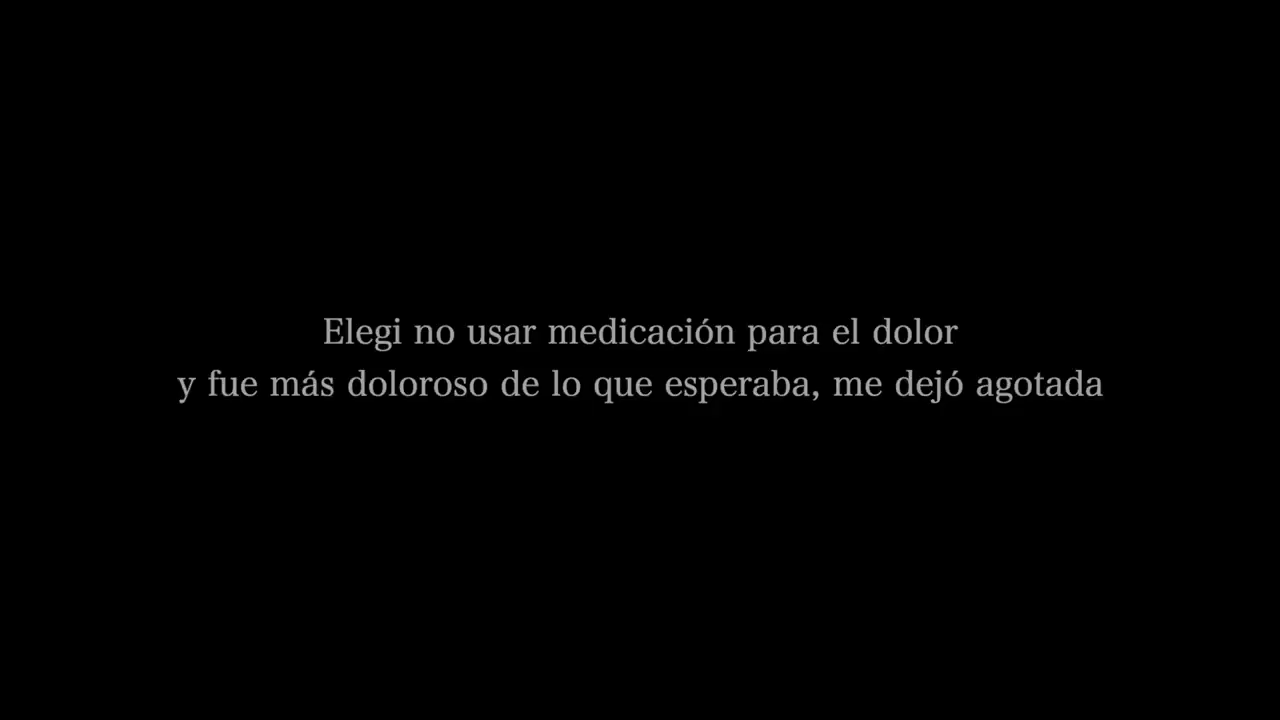 Elegi no usar medicación para el dolor
y fue más doloroso de lo que esperaba, me dejó agotada